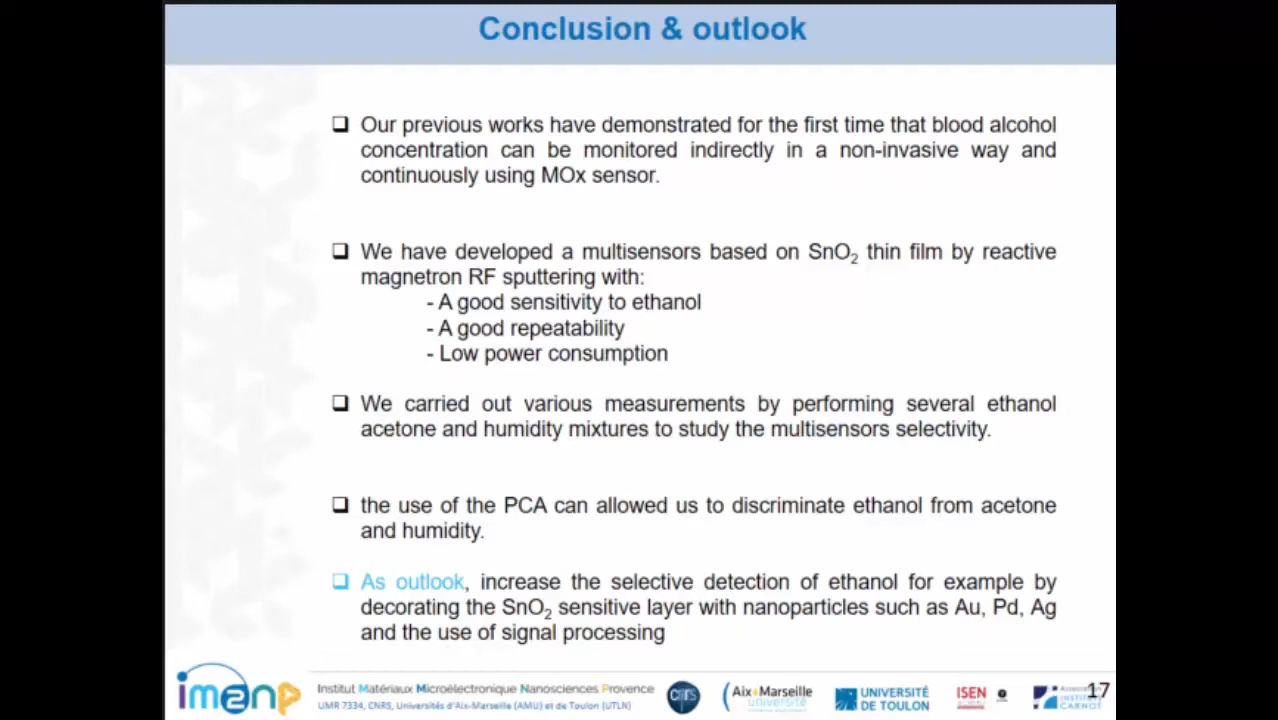 Conclusion & outlook
❑ Our previous works have demonstrated for the first time that blood alcohol
concentration can be monitored indirectly in a non-invasive way and
continuously using MOx sensor.
❑ We have developed a multisensors based on SnO₂ thin film by reactive
magnetron RF sputtering with:
- A good sensitivity to ethanol
- A good repeatability
- Low power consumption
❑ We carried out various measurements by performing several ethanol
acetone and humidity mixtures to study the multisensors selectivity.
❑ the use of the PCA can allowed us to discriminate ethanol from acetone
and humidity.
❑ As outlook, increase the selective detection of ethanol for example by
decorating the SnO₂ sensitive layer with nanoparticles such as Au, Pd, Ag
and the use of signal processing
im2np
Institut Matériaux Microélectronique Nanosciences Provence
UMR 7334, CNRS, Universités d'Aix-Marseille (AMU) et de Toulon (UTLN)
cnrs
Aix+Marseille
université
UNIVERSITÉ
DE TOULON
ISEN
INSTITUT
CARNOT
17